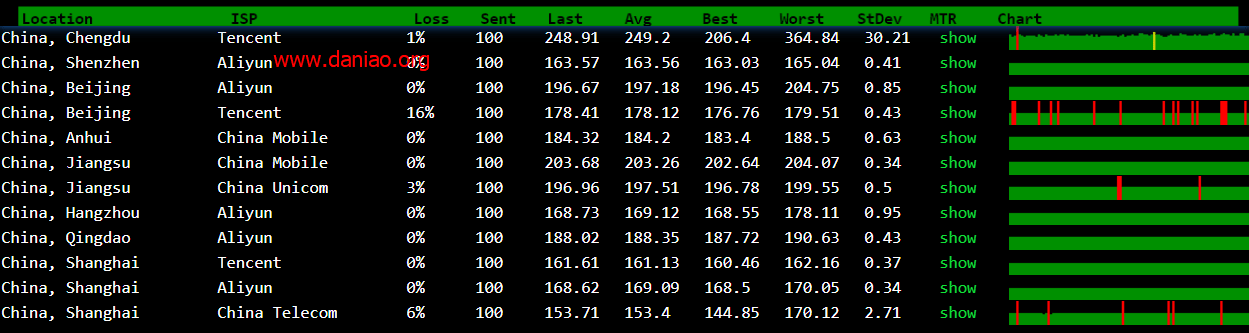 Location ISP Loss Sent Last Avg Best Worst StDev MTR Chart
China, Chengdu Tencent 1% 100 248.91 249.2 206.4 364.84 30.21 show
www.daniao.org
China, Shenzhen Aliyun 0% 100 163.57 163.56 163.03 165.04 0.41 show
China, Beijing Aliyun 0% 100 196.67 197.18 196.45 204.75 0.85 show
China, Beijing Tencent 16% 100 178.41 178.12 176.76 179.51 0.43 show
China, Anhui China Mobile 0% 100 184.32 184.2 183.4 188.5 0.63 show
China, Jiangsu China Mobile 0% 100 203.68 203.26 202.64 204.07 0.34 show
China, Jiangsu China Unicom 3% 100 196.96 197.51 196.78 199.55 0.5 show
China, Hangzhou Aliyun 0% 100 168.73 169.12 168.55 178.11 0.95 show
China, Qingdao Aliyun 0% 100 188.02 188.35 187.72 190.63 0.43 show
China, Shanghai Tencent 0% 100 161.61 161.13 160.46 162.16 0.37 show
China, Shanghai Aliyun 0% 100 168.62 169.09 168.5 170.05 0.34 show
China, Shanghai China Telecom 6% 100 153.71 153.4 144.85 170.12 2.71 show